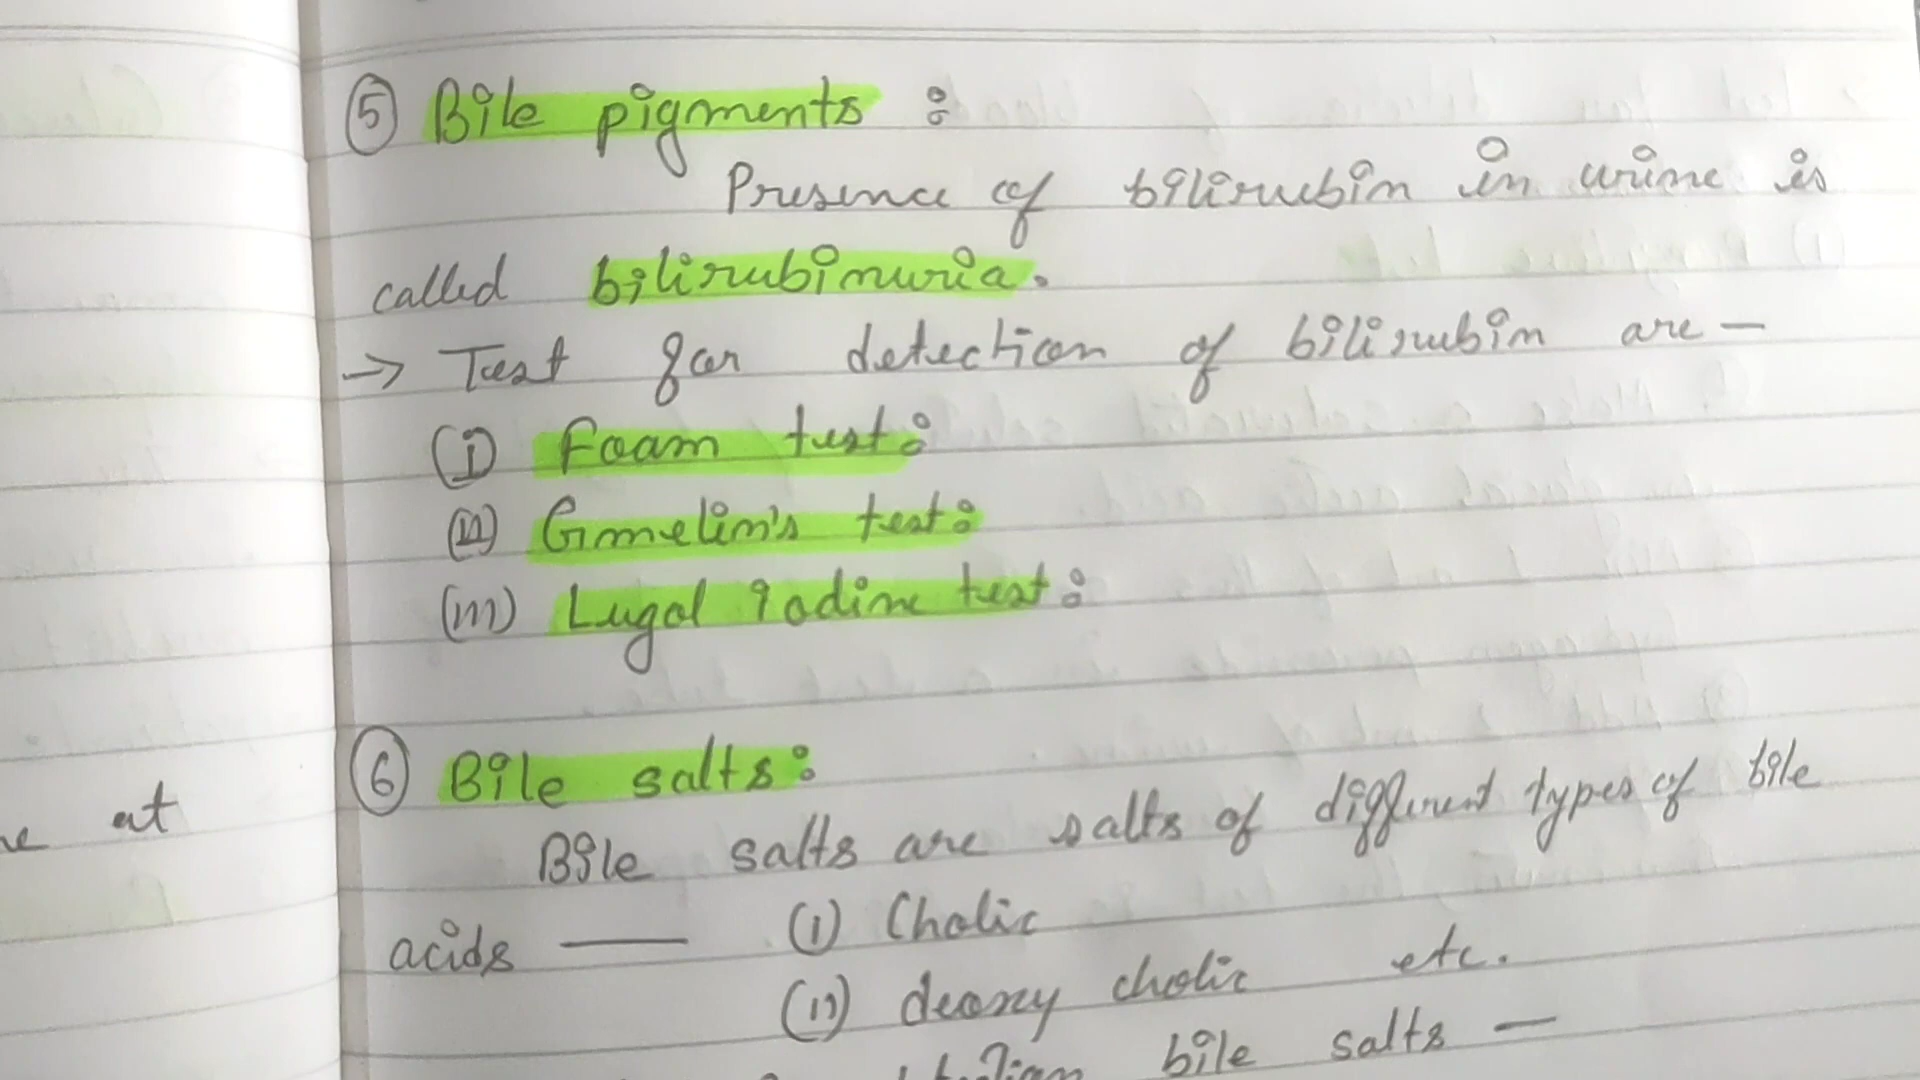 ⑤ Bile pigments :
Presence of bilirubin in urine is
called bilirubinuria.
→ Test for detection of bilirubin are —
(i) Foam test:
(ii) Gmelin's test:
(iii) Lugol Iodine test:
⑥ Bile salts:
Bile salts are salts of different types of bile
acids — (i) Cholic
(ii) deoxy cholic etc.
bile salts —
at